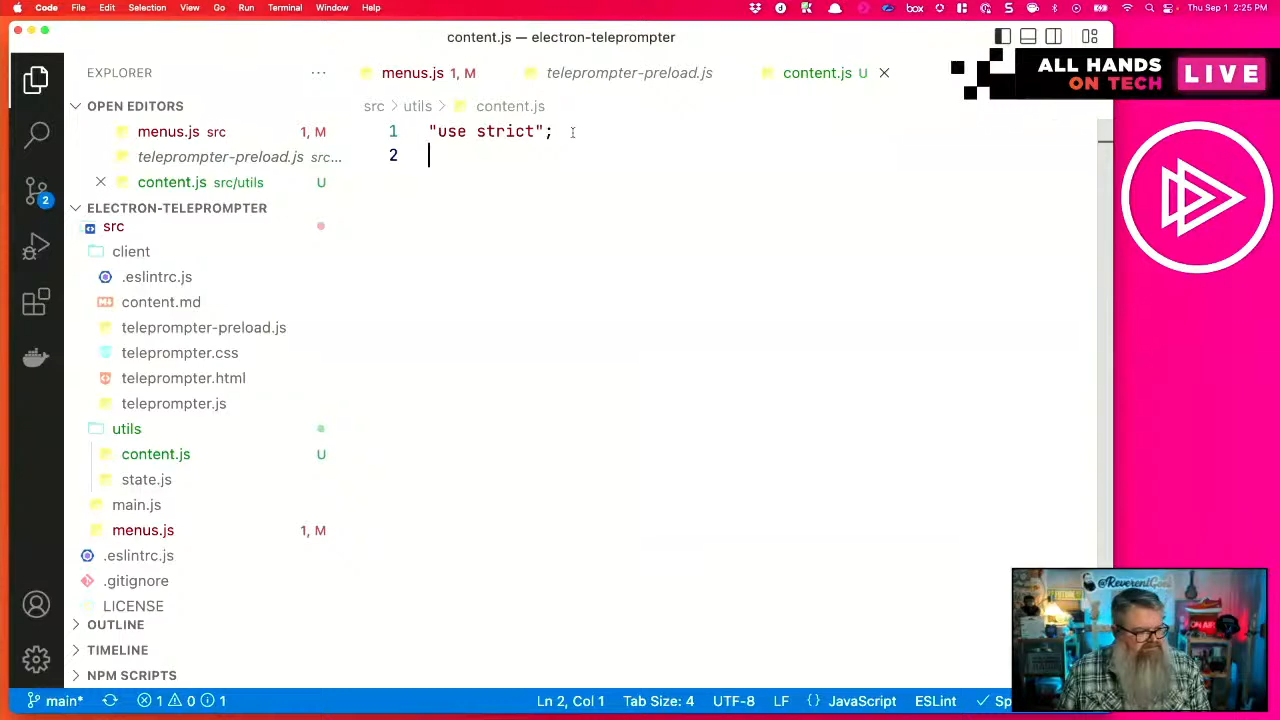 Code File Edit Selection View Go Run Terminal Window Help
box
Thu Sep 1 2:25 PM
content.js — electron-teleprompter
ALL HANDS
ON TECH
LIVE
EXPLORER
menus.js 1, M
teleprompter-preload.js
content.js U
OPEN EDITORS
src utils content.js
menus.js src 1, M
1 "use strict";
teleprompter-preload.js src...
2
content.js src/utils U
2
ELECTRON-TELEPROMPTER
src
client
.eslintrc.js
content.md
teleprompter-preload.js
teleprompter.css
teleprompter.html
teleprompter.js
utils
content.js U
state.js
main.js
menus.js 1, M
.eslintrc.js
.gitignore
LICENSE
OUTLINE
TIMELINE
NPM SCRIPTS
@ReverentGeek
ON AIR
main* 1 0 1 Ln 2, Col 1 Tab Size: 4 UTF-8 LF {} JavaScript ESLint Sp